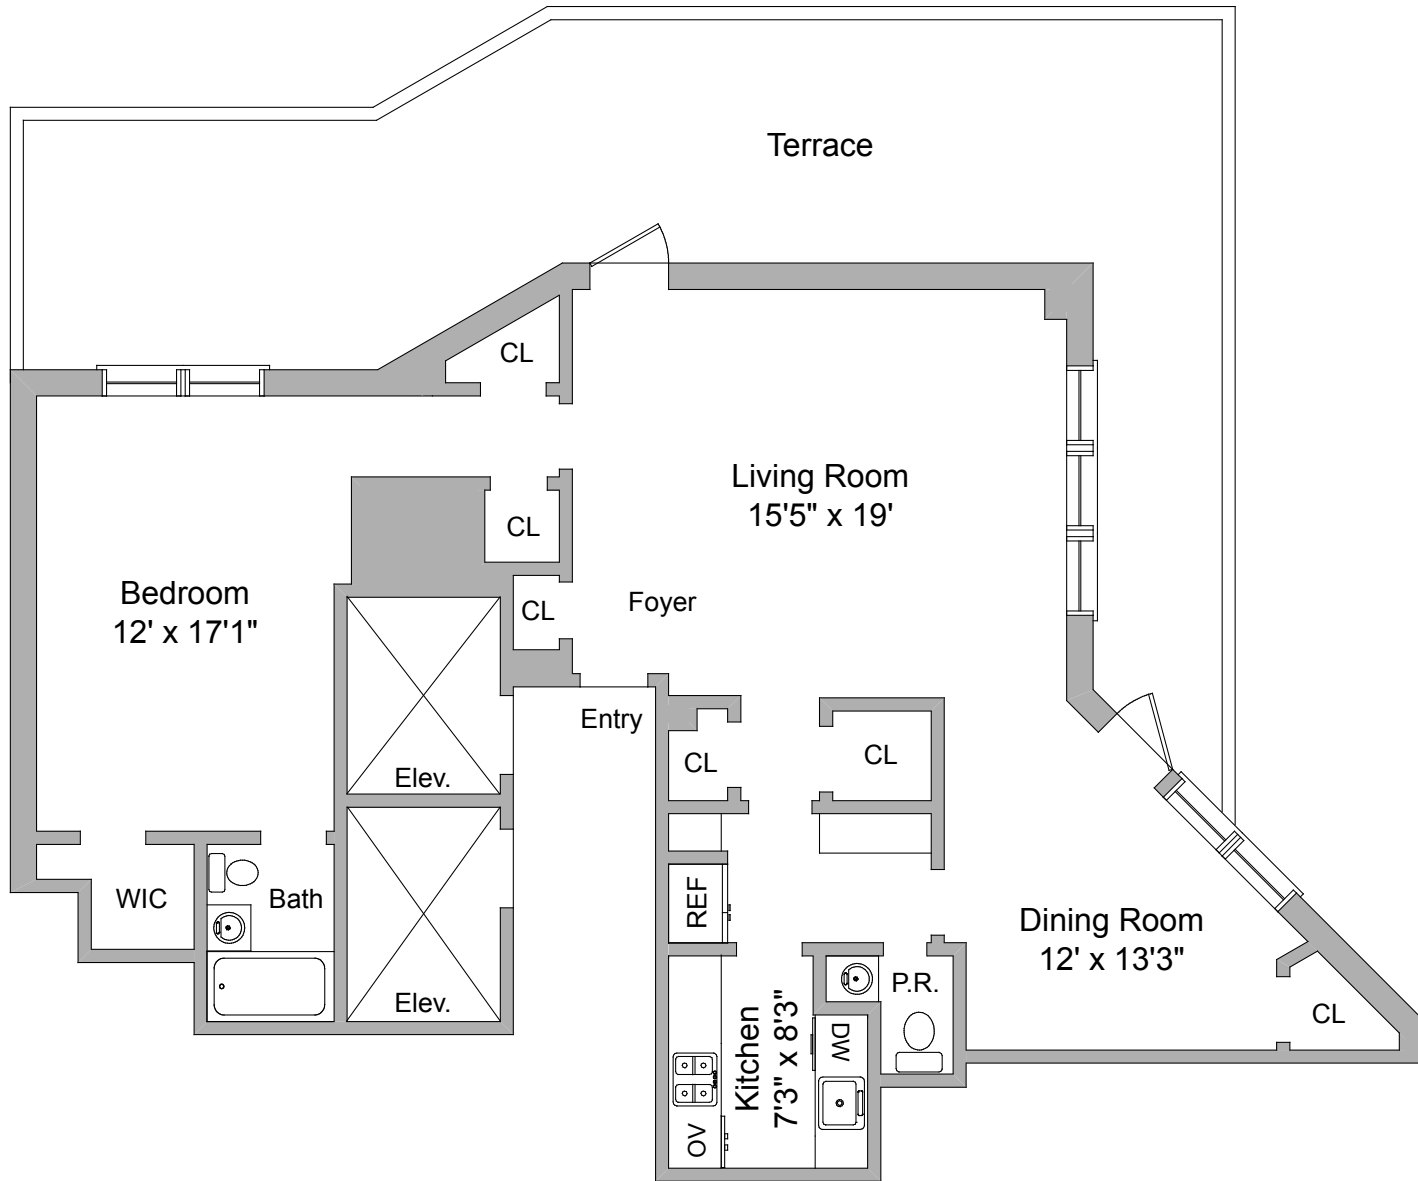 Terrace
CL
Living Room
15'5" x 19'
CL
Bedroom
12' x 17'1"
CL
Foyer
Entry
CL
CL
Elev.
WIC
Bath
REF
Dining Room
12' x 13'3"
P.R.
Elev.
CL
Kitchen
7'3" x 8'3"
DW
OV